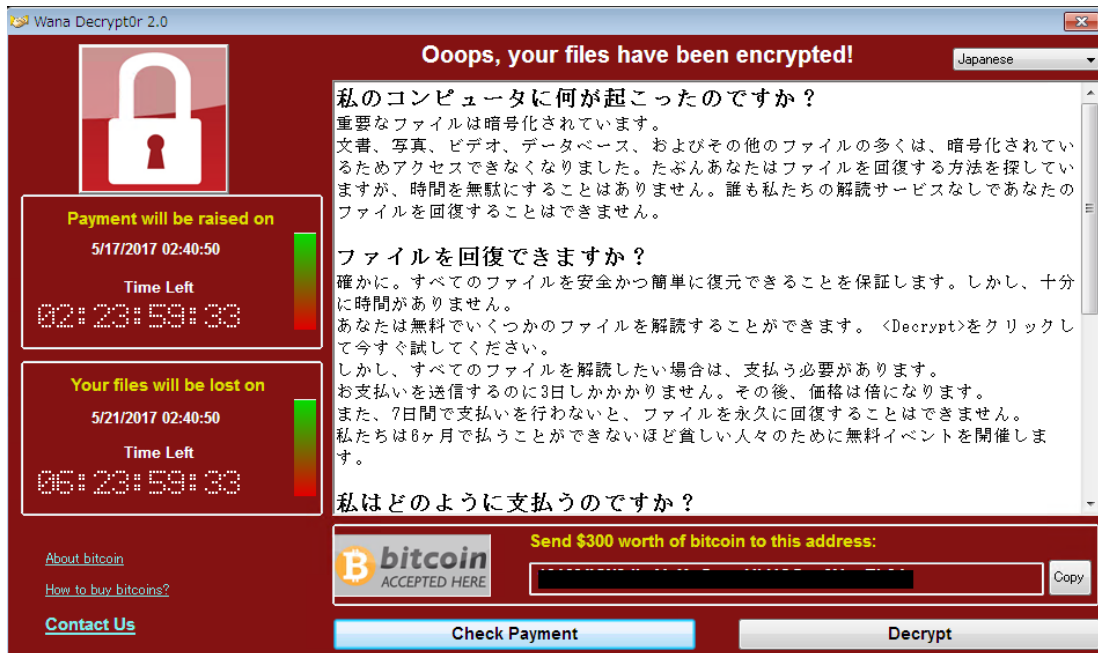 Wana Decrypt0r 2.0
Ooops, your files have been encrypted!
Japanese
私のコンピュータに何が起こったのですか？
重要なファイルは暗号化されています。
文書、写真、ビデオ、データベース、およびその他のファイルの多くは、暗号化されてい
るためアクセスできなくなりました。たぶんあなたはファイルを回復する方法を探してい
ますが、時間を無駄にすることはありません。誰も私たちの解読サービスなしであなたの
ファイルを回復することはできません。
ファイルを回復できますか？
確かに。すべてのファイルを安全かつ簡単に復元できることを保証します。しかし、十分
に時間がありません。
あなたは無料でいくつかのファイルを解読することができます。 <Decrypt>をクリックし
て今すぐ試してください。
しかし、すべてのファイルを解読したい場合は、支払う必要があります。
お支払いを送信するのに3日しかかかりません。その後、価格は倍になります。
また、7日間で支払いを行わないと、ファイルを永久に回復することはできません。
私たちは6ヶ月で払うことができないほど貧しい人々のために無料イベントを開催しま
す。
私はどのように支払うのですか？
Payment will be raised on
5/17/2017 02:40:50
Time Left
02:23:59:33
Your files will be lost on
5/21/2017 02:40:50
Time Left
06:23:59:33
About bitcoin
How to buy bitcoins?
Contact Us
bitcoin
ACCEPTED HERE
Send $300 worth of bitcoin to this address:
Copy
Check Payment
Decrypt